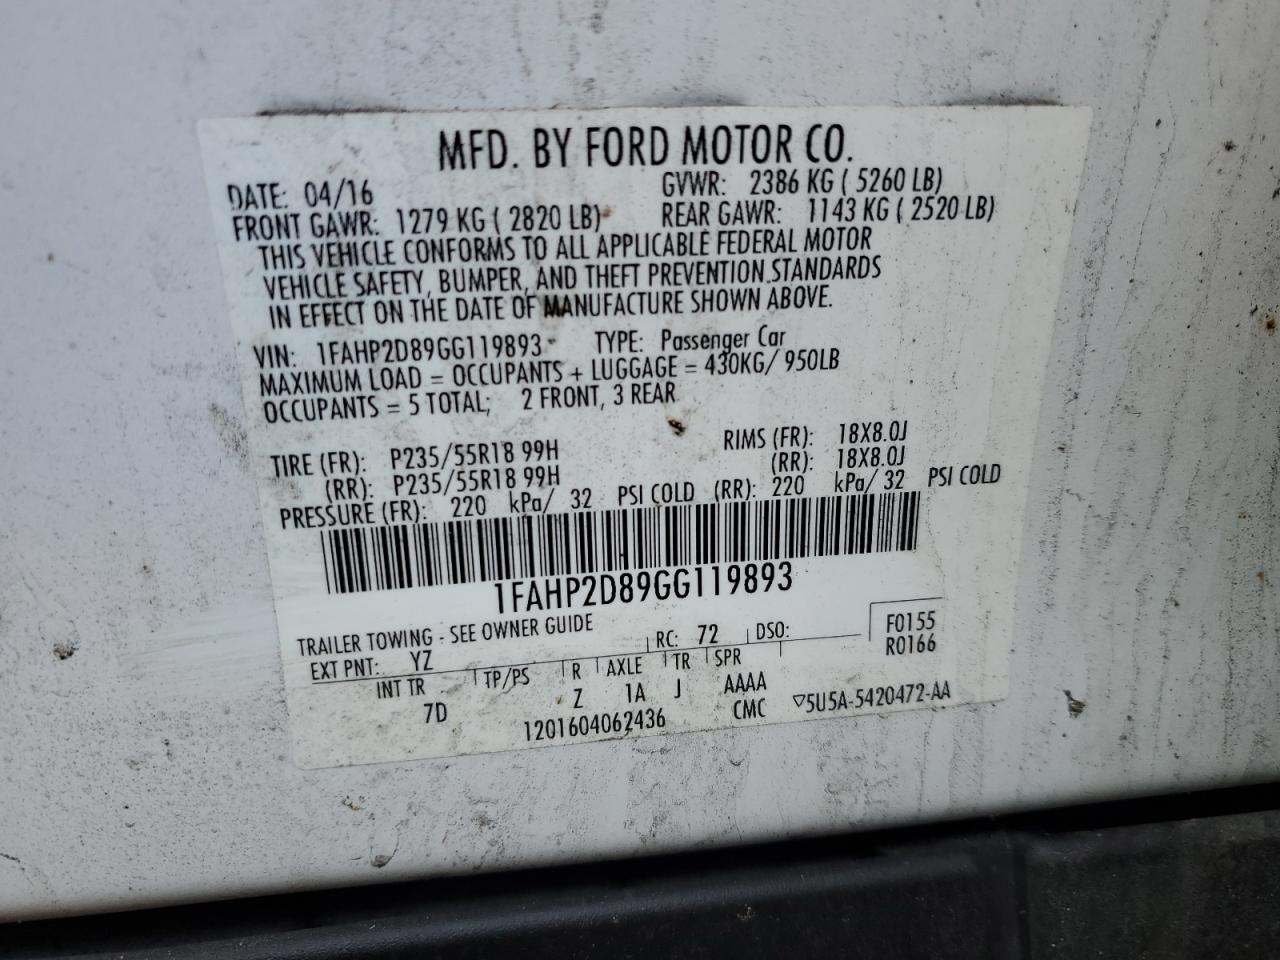 MFD. BY FORD MOTOR CO.
DATE: 04/16 GVWR: 2386 KG ( 5260 LB)
FRONT GAWR: 1279 KG ( 2820 LB) REAR GAWR: 1143 KG ( 2520 LB)
THIS VEHICLE CONFORMS TO ALL APPLICABLE FEDERAL MOTOR
VEHICLE SAFETY, BUMPER, AND THEFT PREVENTION STANDARDS
IN EFFECT ON THE DATE OF MANUFACTURE SHOWN ABOVE.
VIN: 1FAHP2D89GG119893 TYPE: Passenger Car
MAXIMUM LOAD = OCCUPANTS + LUGGAGE = 430KG/ 950LB
OCCUPANTS = 5 TOTAL; 2 FRONT, 3 REAR
TIRE (FR): P235/55R18 99H RIMS (FR): 18X8.0J
(RR): P235/55R18 99H (RR): 18X8.0J
PRESSURE (FR): 220 kPa/ 32 PSI COLD (RR): 220 kPa/ 32 PSI COLD
1FAHP2D89GG119893
TRAILER TOWING - SEE OWNER GUIDE
EXT PNT: YZ RC: 72 DSO: F0155
R0166
INT TR TP/PS R AXLE TR SPR
7D Z 1A J AAAA
1201604062436 CMC ▽5U5A-5420472-AA